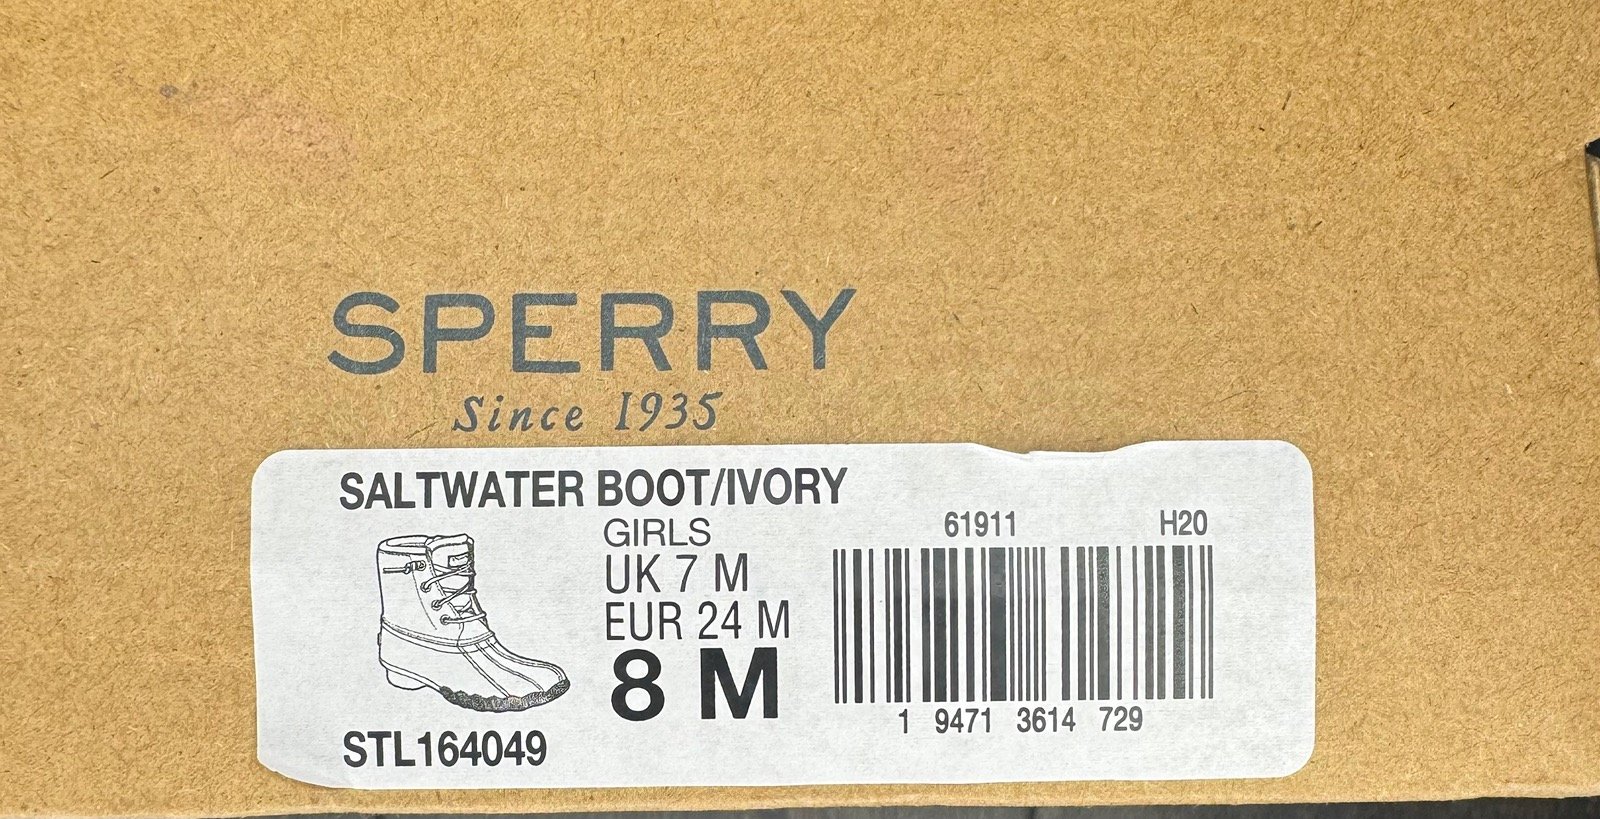 SPERRY
Since 1935
SALTWATER BOOT/IVORY
GIRLS
UK 7 M
EUR 24 M
8 M
STL164049
61911 H20
1 9471 3614 729